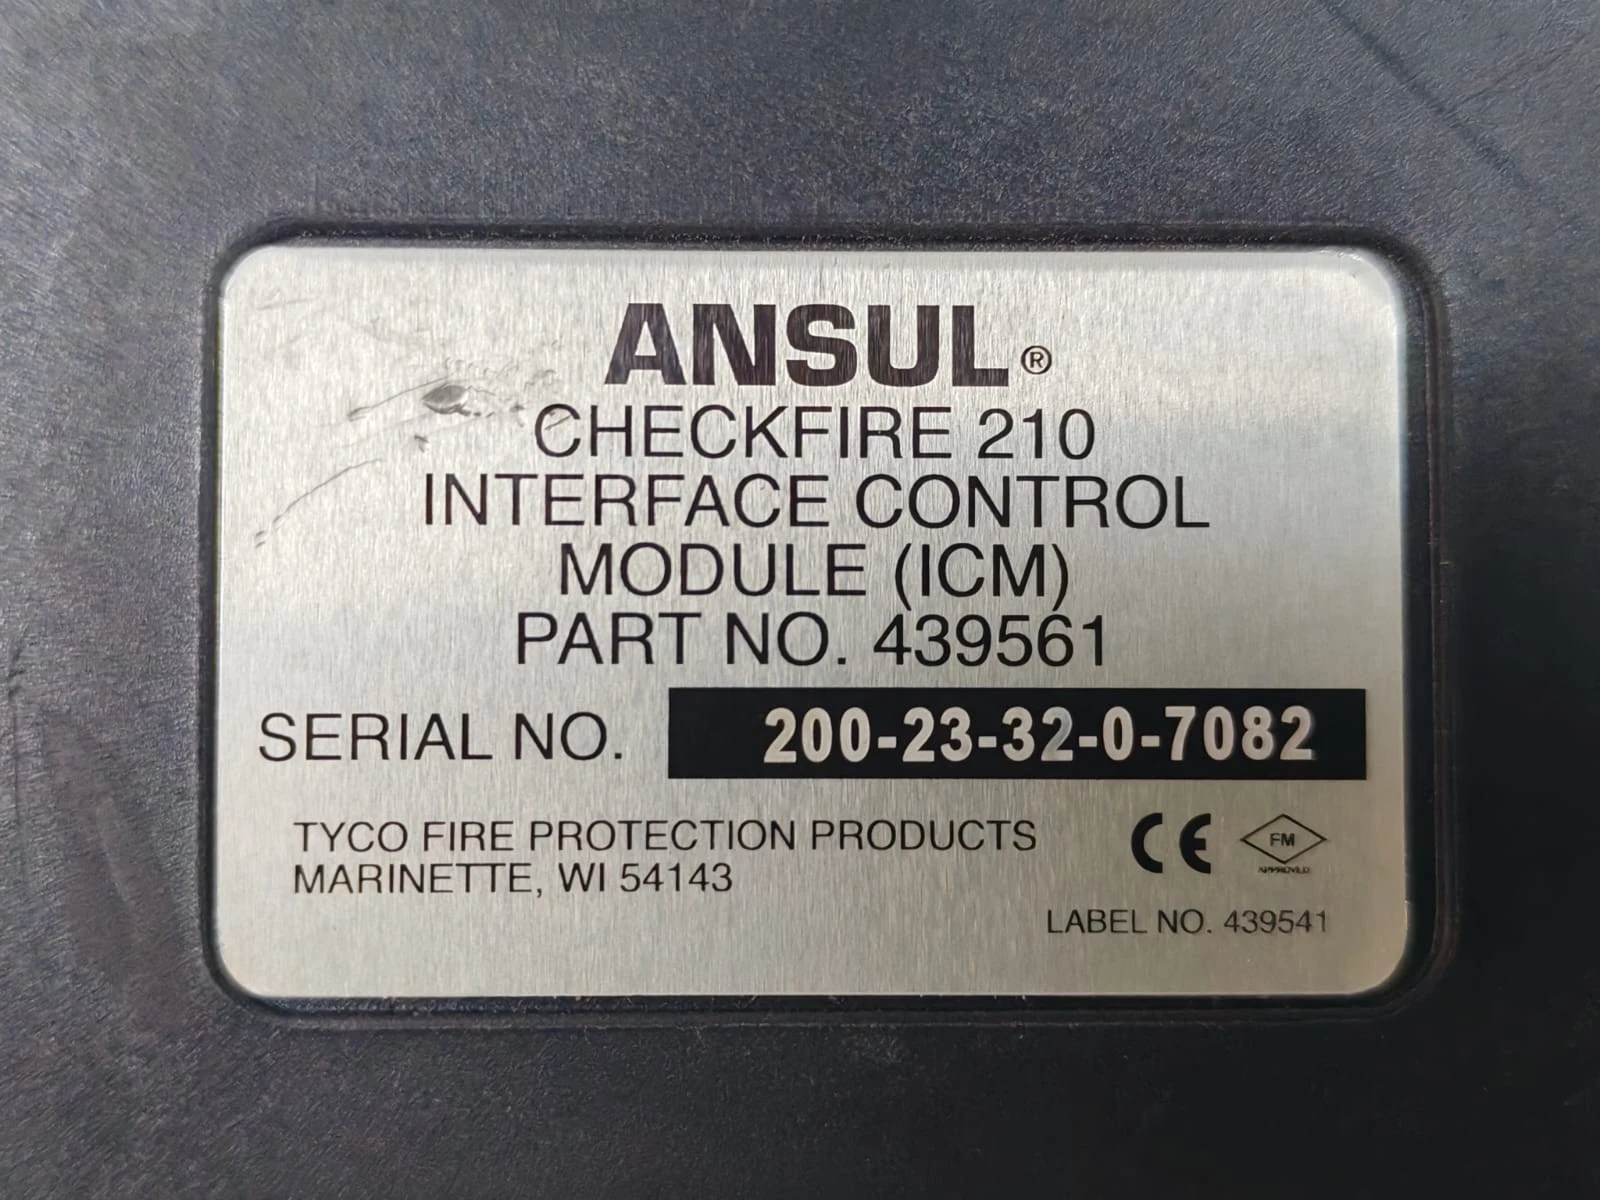 ANSUL®
CHECKFIRE 210
INTERFACE CONTROL
MODULE (ICM)
PART NO. 439561
SERIAL NO. 200-23-32-0-7082
TYCO FIRE PROTECTION PRODUCTS
MARINETTE, WI 54143
CE FM
APPROVED
LABEL NO. 439541